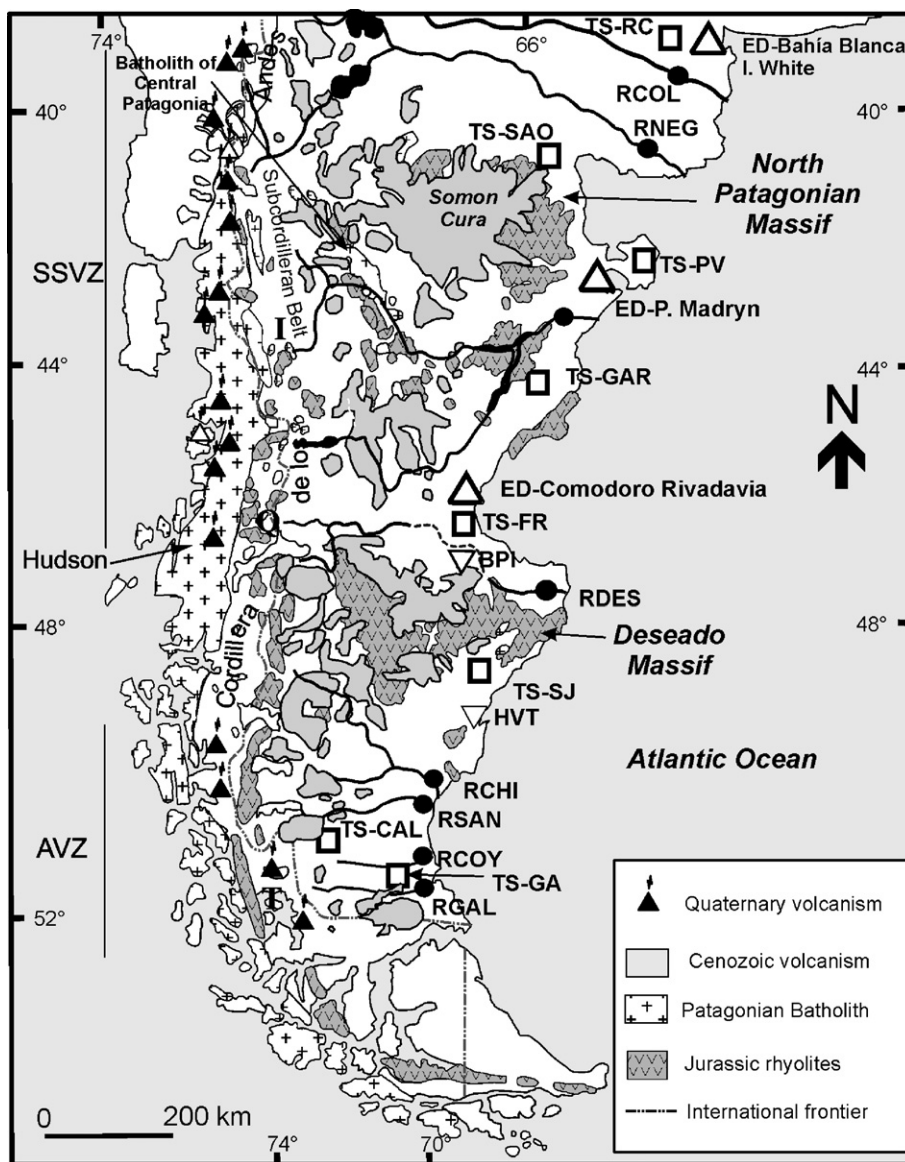 74°
66°
TS-RC
ED-Bahía Blanca
I. White
Batholith of
Central
Patagonia
Andes
RCOL
40°
40°
RNEG
TS-SAO
North
Patagonian
Massif
Somon
Cura
Subcordilleran Belt
SSVZ
TS-PV
ED-P. Madryn
I
44°
44°
TS-GAR
N
de los
ED-Comodoro Rivadavia
Q
TS-FR
Hudson
BPI
RDES
48°
48°
Deseado
Massif
Cordillera
TS-SJ
HVT
Atlantic Ocean
RCHI
RSAN
TS-CAL
AVZ
RCOY
TS-GA
T
RGAL
52°
Quaternary volcanism
Cenozoic volcanism
Patagonian Batholith
Jurassic rhyolites
International frontier
0 200 km
74°
70°